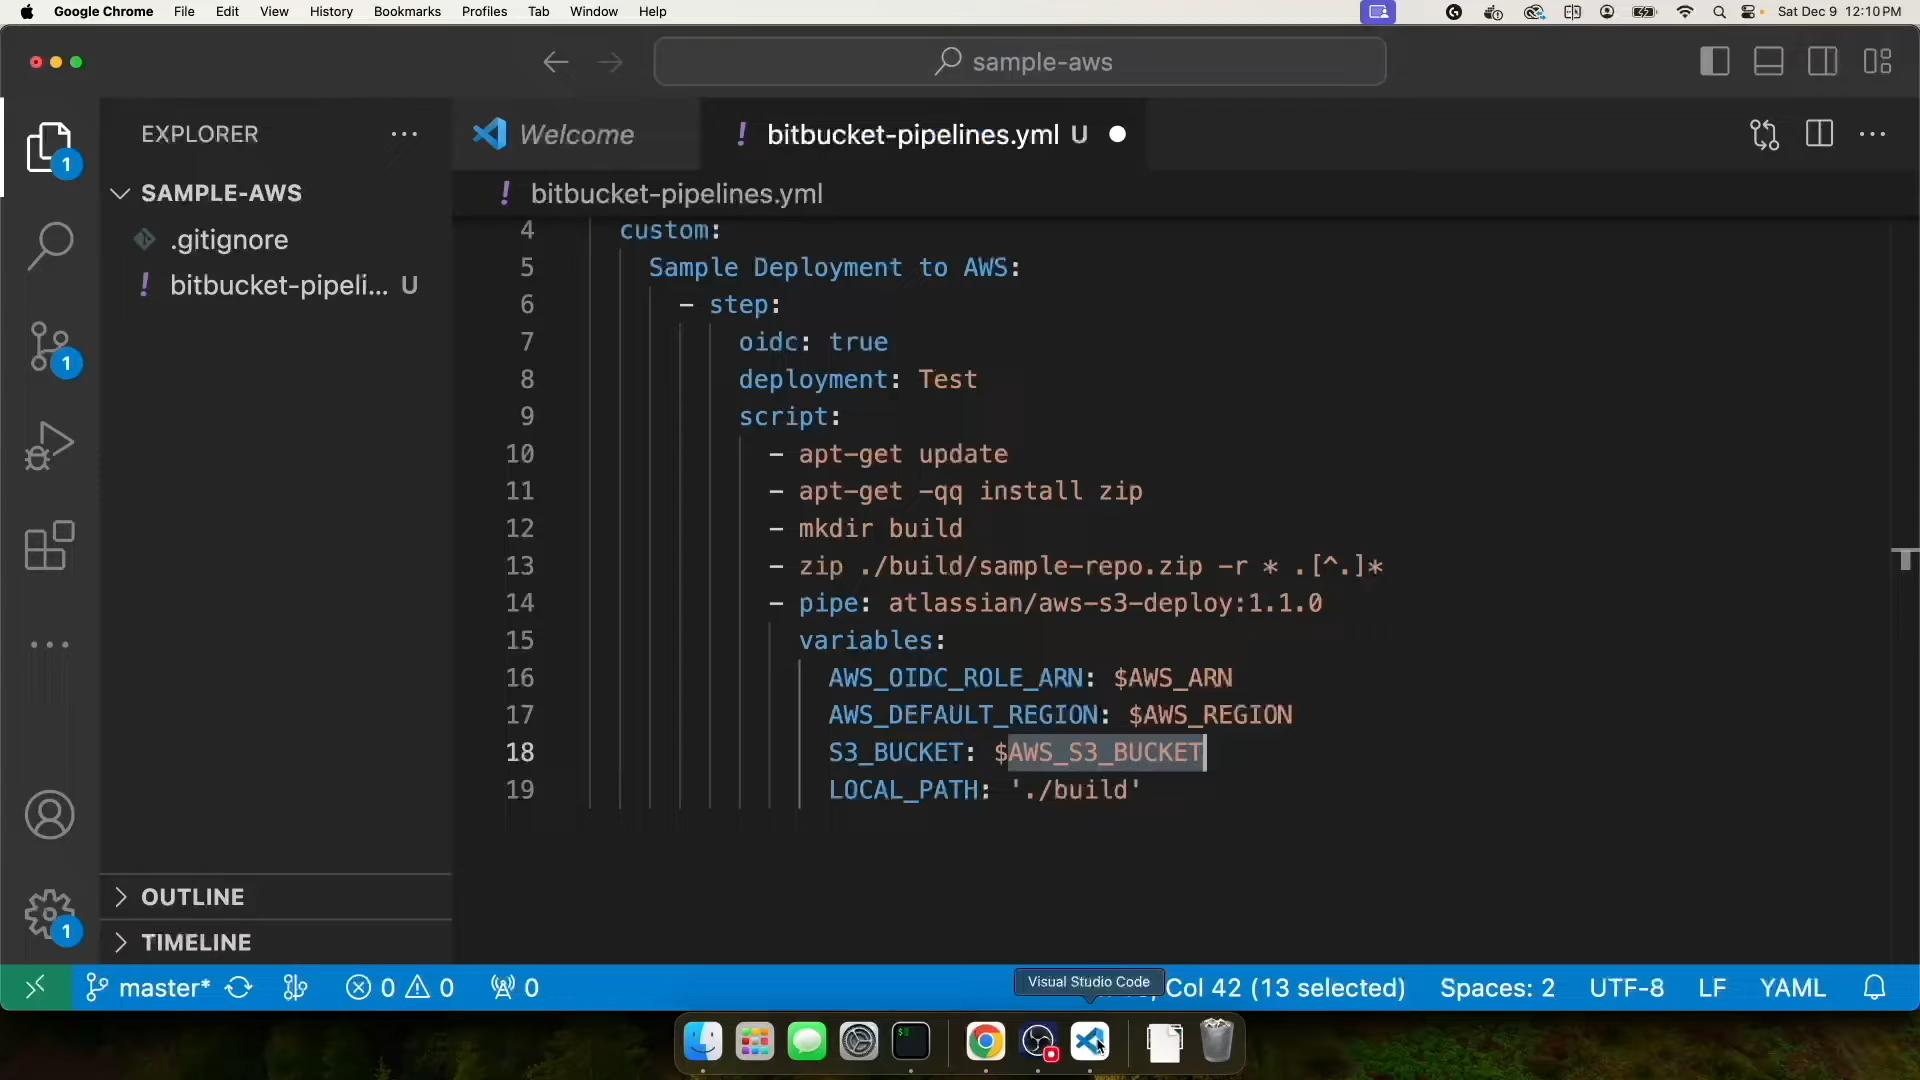 Google Chrome File Edit View History Bookmarks Profiles Tab Window Help Sat Dec 9 12:10 PM
sample-aws
EXPLORER
Welcome
bitbucket-pipelines.yml U
SAMPLE-AWS
bitbucket-pipelines.yml
.gitignore
bitbucket-pipeli... U
4 custom:
5 Sample Deployment to AWS:
6 - step:
7 oidc: true
8 deployment: Test
9 script:
10 - apt-get update
11 - apt-get -qq install zip
12 - mkdir build
13 - zip ./build/sample-repo.zip -r * .[^.]*
14 - pipe: atlassian/aws-s3-deploy:1.1.0
15 variables:
16 AWS_OIDC_ROLE_ARN: $AWS_ARN
17 AWS_DEFAULT_REGION: $AWS_REGION
18 S3_BUCKET: $AWS_S3_BUCKET
19 LOCAL_PATH: './build'
1
1
1
OUTLINE
TIMELINE
Visual Studio Code
master* 0 0 0 Col 42 (13 selected) Spaces: 2 UTF-8 LF YAML